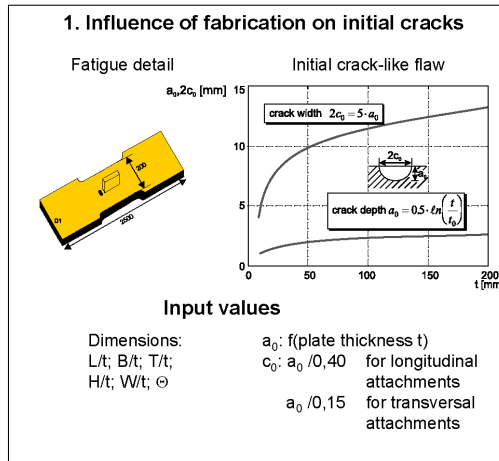 1. Influence of fabrication on initial cracks
Fatigue detail
Initial crack-like flaw
a₀,2c₀ [mm]
15
10
5
0
0
50
100
150
200
t [mm]
crack width 2c₀ = 5·a₀
2c₀
a₀
crack depth a₀ = 0.5·ℓn(t/t₀)
200
2500
D1
Input values
Dimensions:
L/t; B/t; T/t;
H/t; W/t; Θ
a₀: f(plate thickness t)
c₀: a₀ /0,40 for longitudinal
attachments
a₀ /0,15 for transversal
attachments